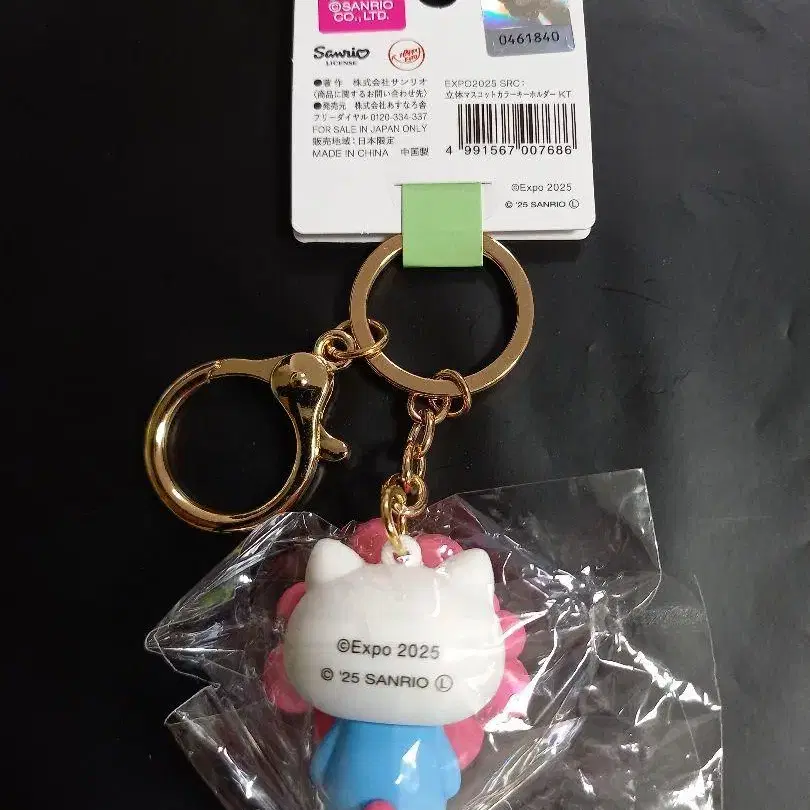 ©SANRIO
CO., LTD.
0461840
Sanrio
LICENSE
HAPPY
●著作 株式会社サンリオ
〈商品に関するお問い合わせ先〉
●発売元 株式会社あすなろ舎
フリーダイヤル 0120-334-337
FOR SALE IN JAPAN ONLY
販売地域：日本限定
MADE IN CHINA 中国製
EXPO2025 SRC：
立体マスコットカラーキーホルダー KT
4 991567 007686
©Expo 2025
© '25 SANRIO Ⓛ
©Expo 2025
© '25 SANRIO Ⓛ